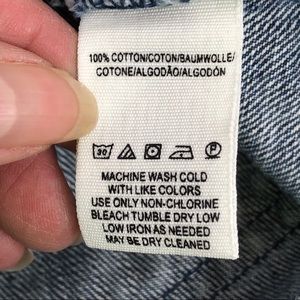 100% COTTON/COTON/BAUMWOLLE/
COTONE/ALGODÃO/ALGODÓN
30 P
MACHINE WASH COLD
WITH LIKE COLORS
USE ONLY NON-CHLORINE
BLEACH TUMBLE DRY LOW
LOW IRON AS NEEDED
MAY BE DRY CLEANED